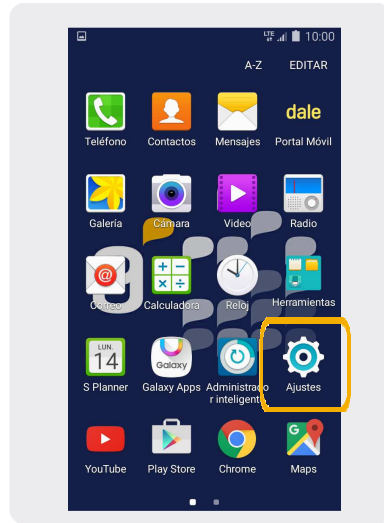 LTE 10:00
A-Z EDITAR
Teléfono Contactos Mensajes dale Portal Móvil
Galería Cámara Video Radio
@
Correo Calculadora Reloj Herramientas
LUN.
14
Galaxy
S Planner Galaxy Apps Administrado Ajustes
r inteligent
YouTube Play Store Chrome Maps